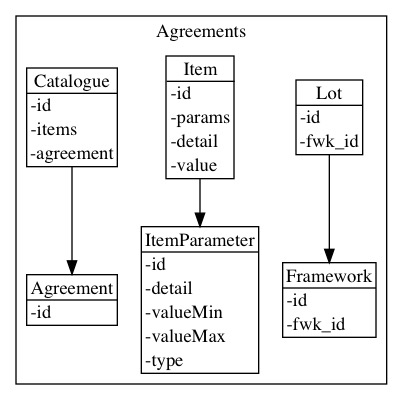 Agreements
Catalogue
-id
-items
-agreement
Item
-id
-params
-detail
-value
Lot
-id
-fwk_id
Agreement
-id
ItemParameter
-id
-detail
-valueMin
-valueMax
-type
Framework
-id
-fwk_id